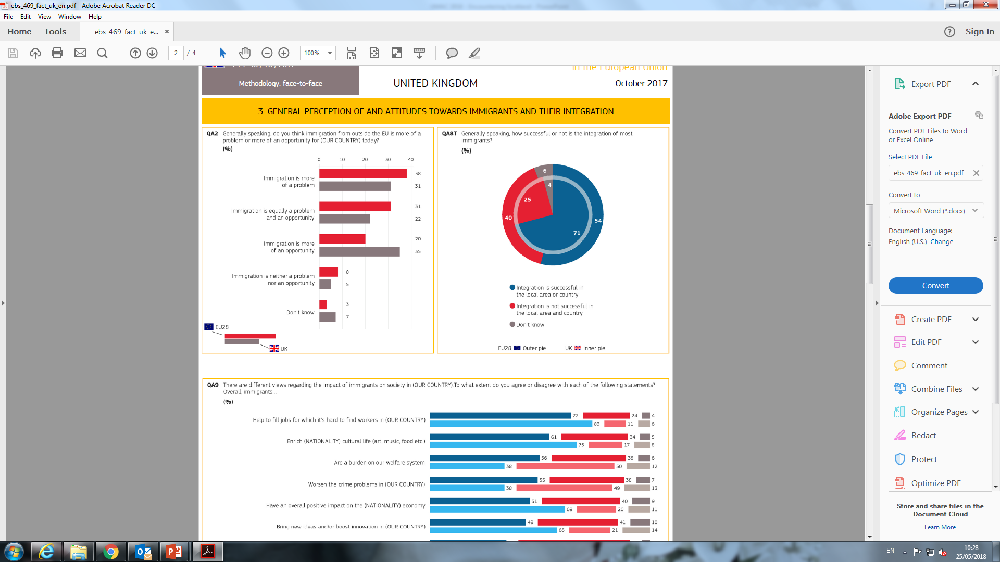 ebs_469_fact_uk_en.pdf - Adobe Acrobat Reader DC
File Edit View Window Help
Home Tools ebs_469_fact_uk_e... × Sign In
2 / 4 100%
21 > 30 / 10 / 2017
in the European Union
Methodology: face-to-face
UNITED KINGDOM
October 2017
3. GENERAL PERCEPTION OF AND ATTITUDES TOWARDS IMMIGRANTS AND THEIR INTEGRATION
QA2 Generally speaking, do you think immigration from outside the EU is more of a
problem or more of an opportunity for (OUR COUNTRY) today?
(%)
0 10 20 30 40
Immigration is more
of a problem
38
31
Immigration is equally a problem
and an opportunity
31
22
Immigration is more
of an opportunity
20
35
Immigration is neither a problem
nor an opportunity
8
5
Don't know
3
7
EU28
UK
QA8T Generally speaking, how successful or not is the integration of most
immigrants?
(%)
6
4
25
40
54
71
Integration is successful in
the local area or country
Integration is not successful in
the local area and country
Don't know
EU28 Outer pie UK Inner pie
QA9 There are different views regarding the impact of immigrants on society in (OUR COUNTRY).To what extent do you agree or disagree with each of the following statements?
Overall, immigrants...
(%)
Help to fill jobs for which it's hard to find workers in (OUR COUNTRY)
72 24 4
83 11 6
Enrich (NATIONALITY) cultural life (art, music, food etc.)
61 34 5
75 17 8
Are a burden on our welfare system
56 38 6
38 50 12
Worsen the crime problems in (OUR COUNTRY)
55 38 7
38 49 13
Have an overall positive impact on the (NATIONALITY) economy
51 40 9
69 20 11
Bring new ideas and/or boost innovation in (OUR COUNTRY)
49 41 10
65 21 14
Export PDF
Adobe Export PDF
Convert PDF Files to Word
or Excel Online
Select PDF File
ebs_469_fact_uk_en.pdf
Convert to
Microsoft Word (*.docx)
Document Language:
English (U.S.) Change
Convert
Create PDF
Edit PDF
Comment
Combine Files
Organize Pages
Redact
Protect
Optimize PDF
Store and share files in the
Document Cloud
Learn More
EN
10:28
25/05/2018